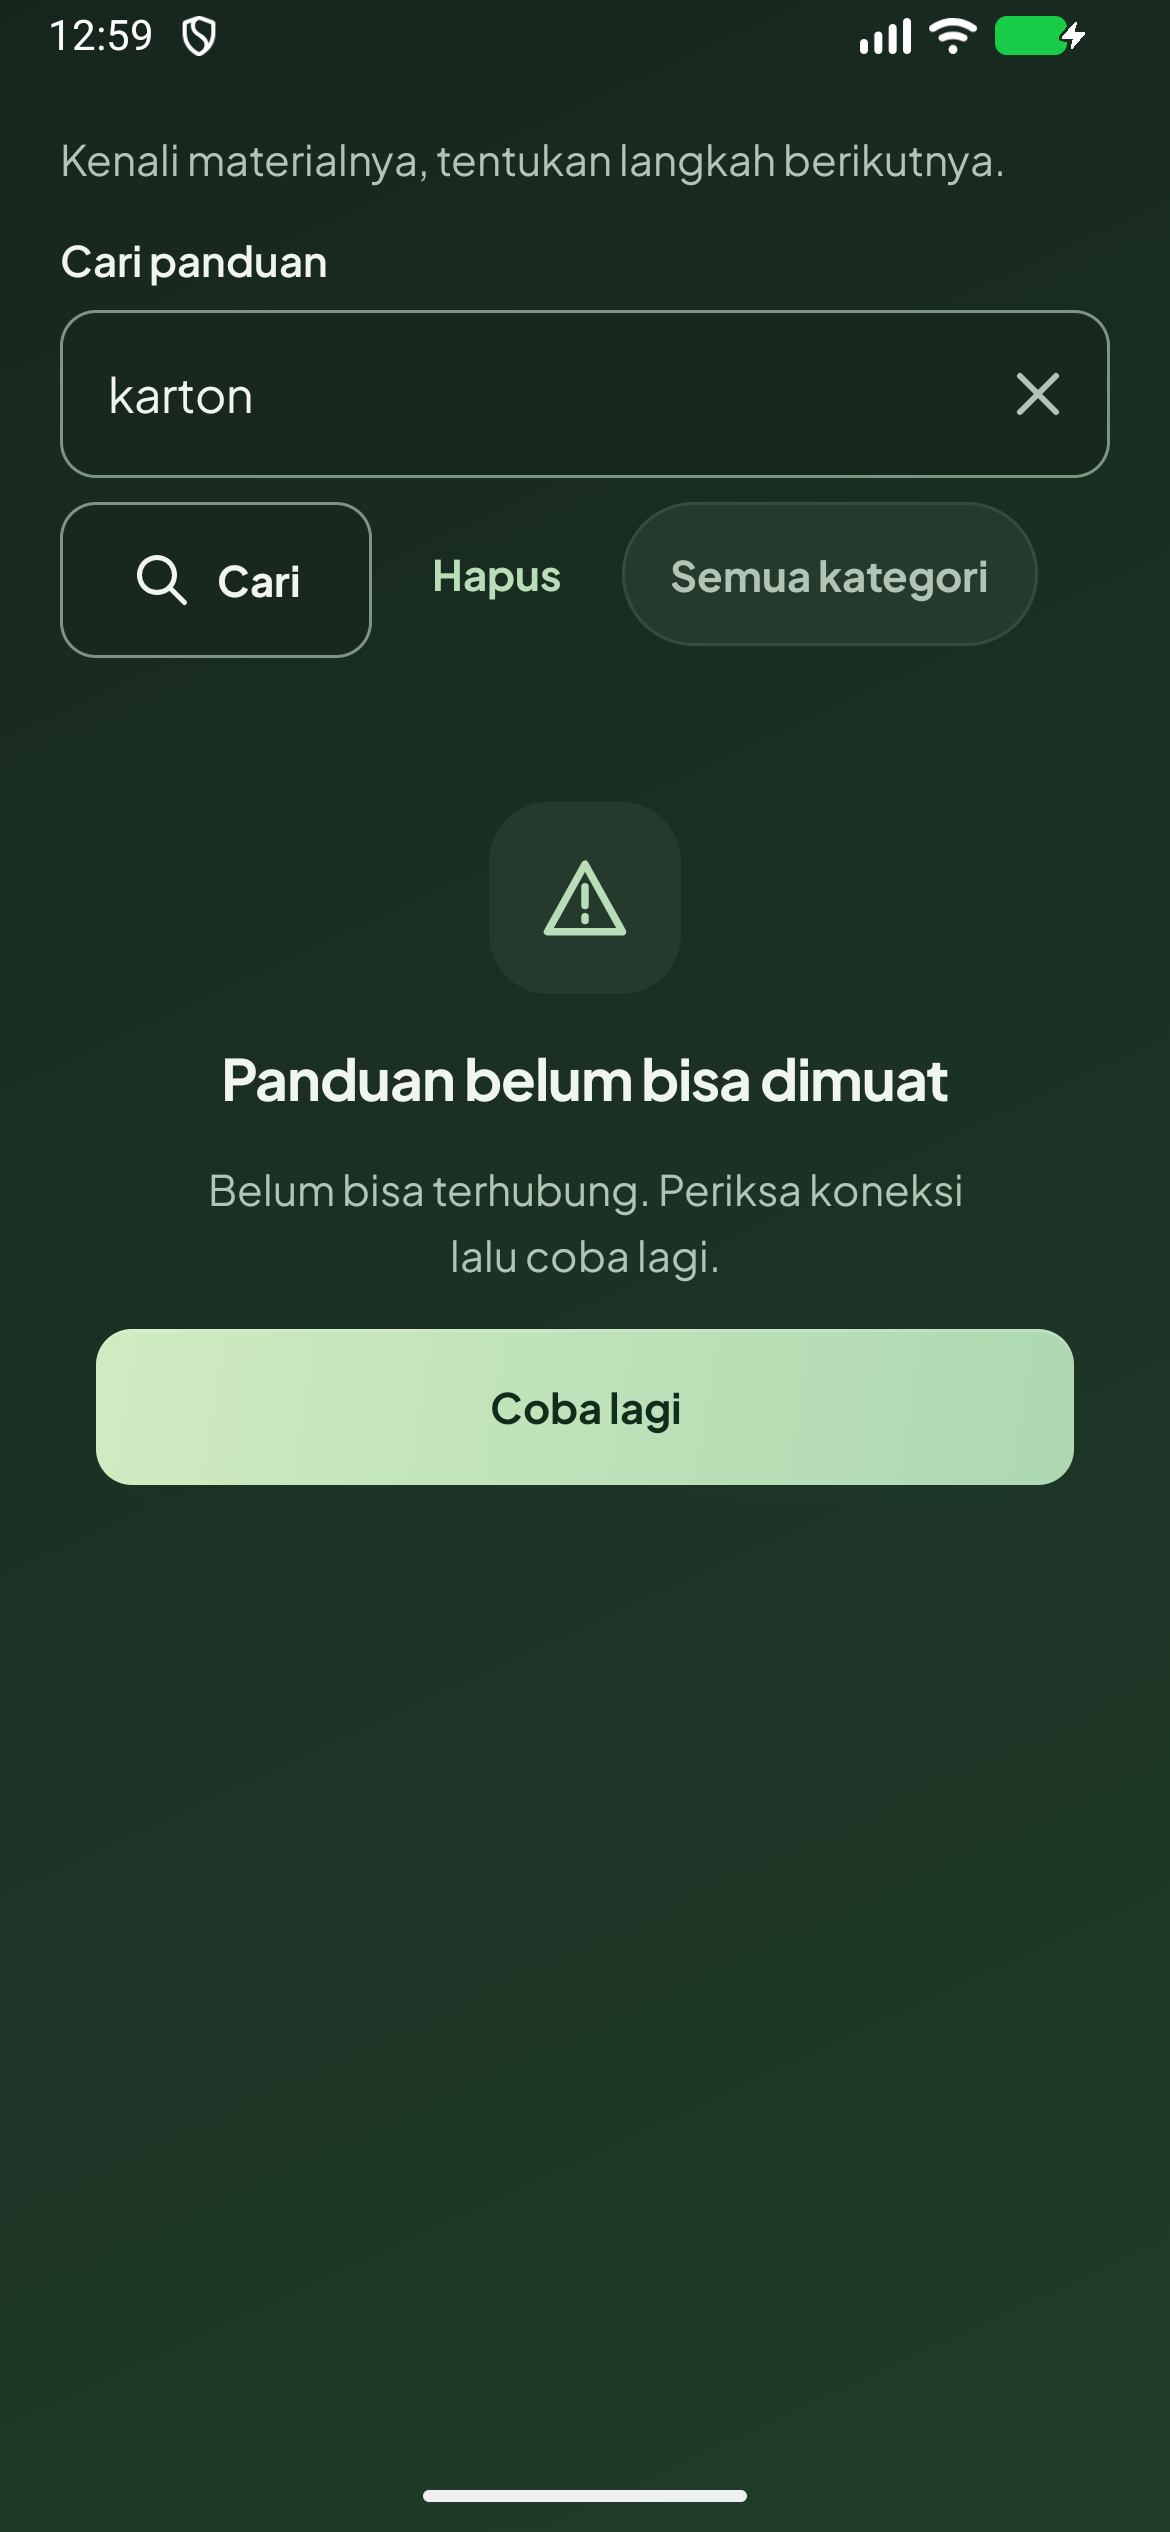 12:59
Kenali materialnya, tentukan langkah berikutnya.
Cari panduan
karton
Cari
Hapus
Semua kategori
Panduan belum bisa dimuat
Belum bisa terhubung. Periksa koneksi
lalu coba lagi.
Coba lagi